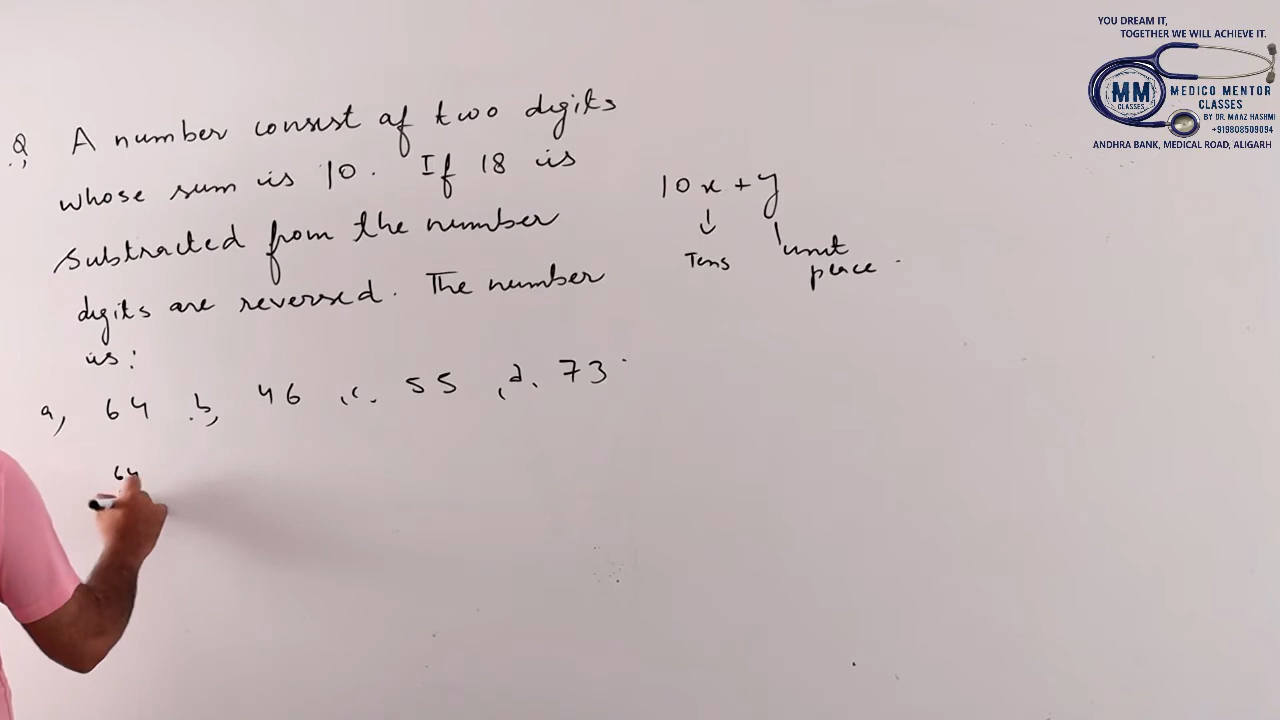 Q., A number consist of two digits
whose sum is 10. If 18 is
subtracted from the number
digits are reversed. The number
is:
a, 64 .b, 46 .c. 55 .d. 73.
64
10x + y
Tens
unit
place.
YOU DREAM IT,
TOGETHER WE WILL ACHIEVE IT.
MM
CLASSES
MEDICO MENTOR
CLASSES
BY DR. MAAZ HASHMI
+919808509094
ANDHRA BANK, MEDICAL ROAD, ALIGARH